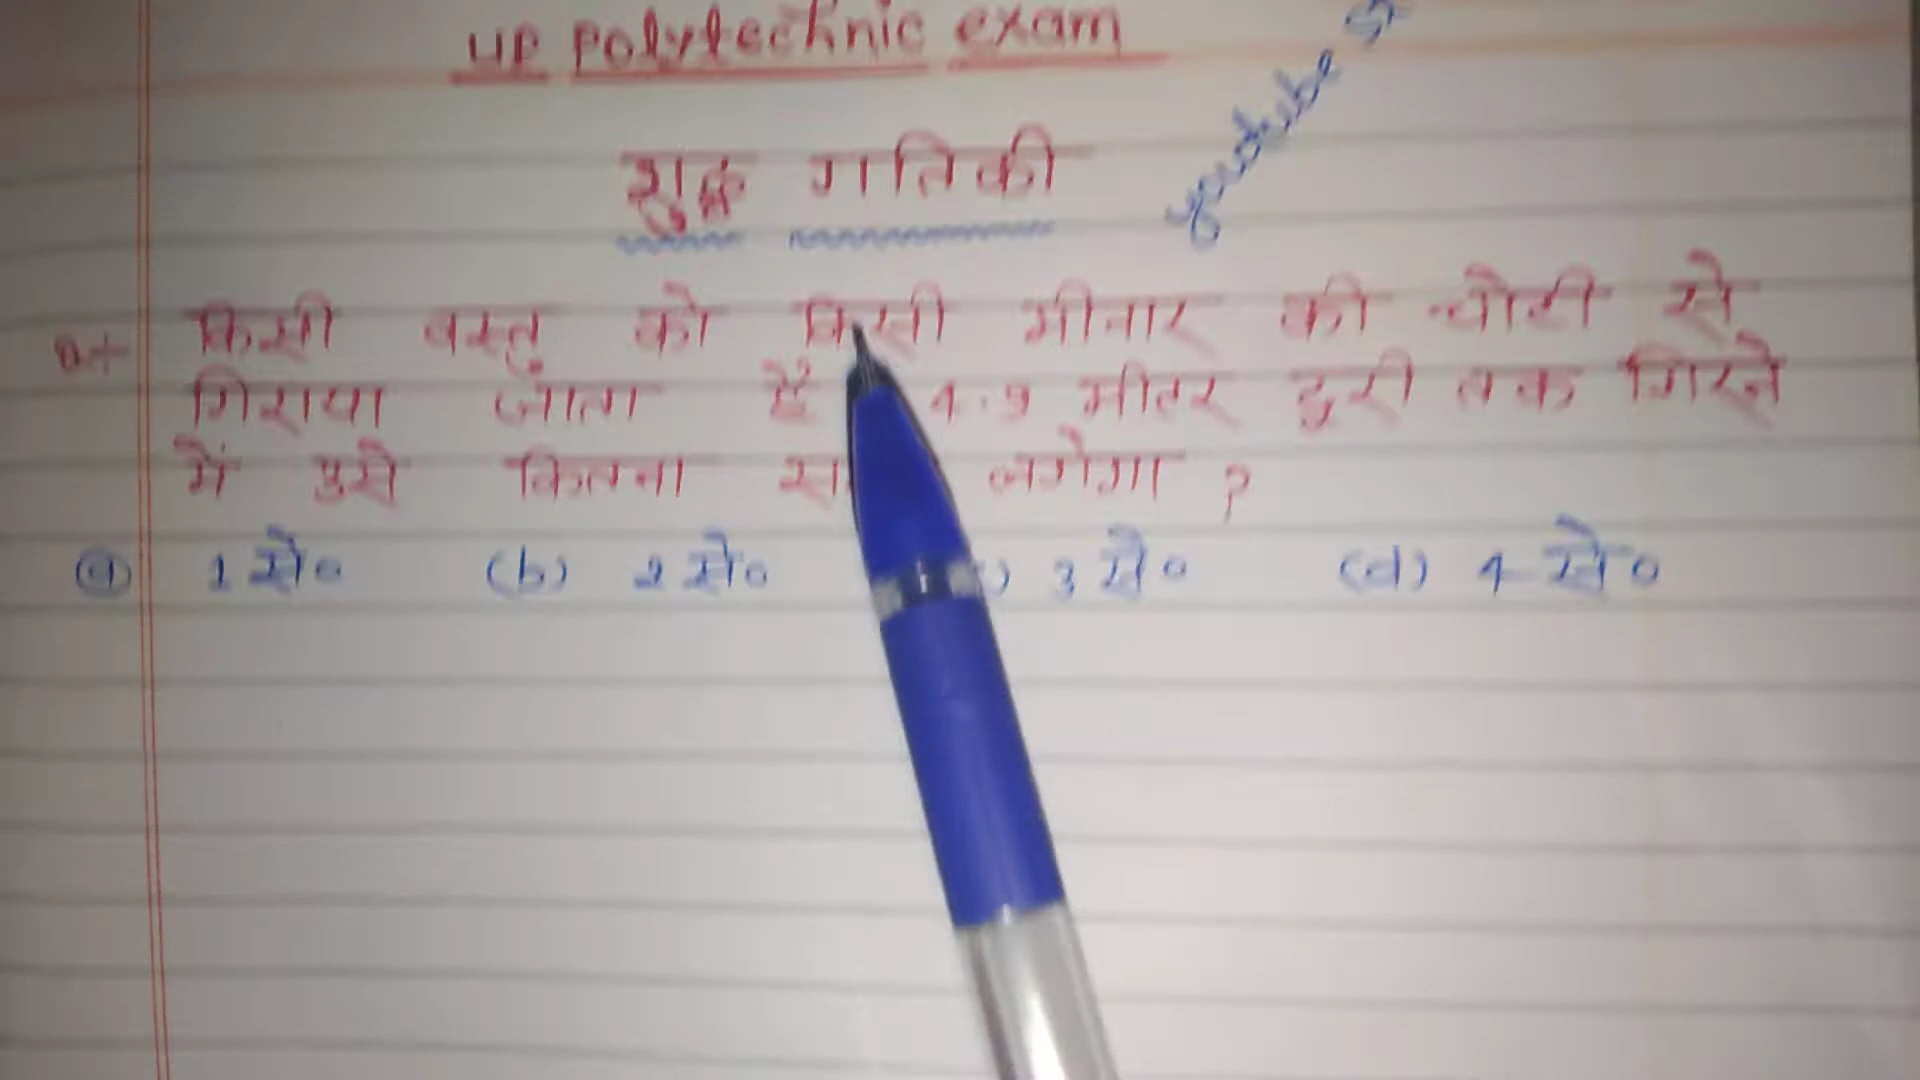 UP Polytechnic exam
youtube
शुद्ध गतिकी
किसी वस्तु को किसी मीनार की चोटी से
गिराया जाता है 4.9 मीटर दुरी तक गिरने
में उसे कितना लगेगा ?
(a) 1 से० (b) 2 से० 3 से० (d) 4 से०